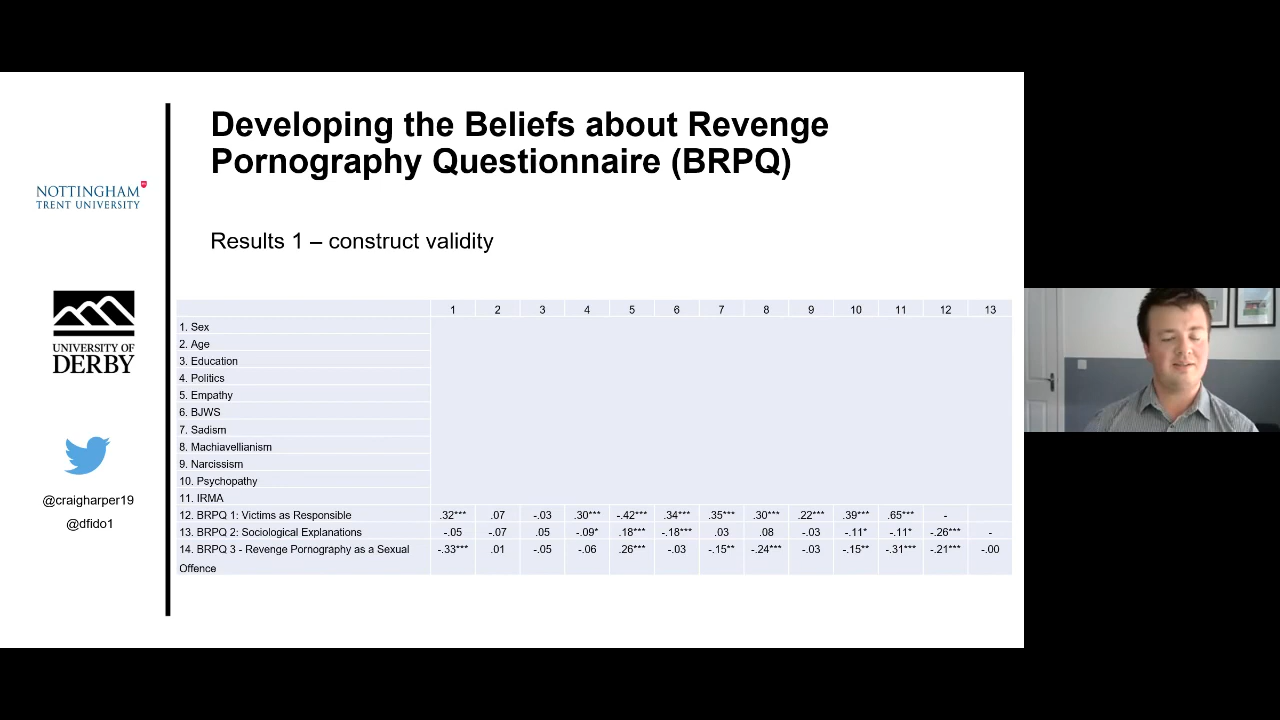 Developing the Beliefs about Revenge
Pornography Questionnaire (BRPQ)
NOTTINGHAM
TRENT UNIVERSITY
Results 1 – construct validity
UNIVERSITY OF
DERBY
@craigharper19
@dfido1
1 2 3 4 5 6 7 8 9 10 11 12 13
1. Sex
2. Age
3. Education
4. Politics
5. Empathy
6. BJWS
7. Sadism
8. Machiavellianism
9. Narcissism
10. Psychopathy
11. IRMA
12. BRPQ 1: Victims as Responsible .32*** .07 -.03 .30*** -.42*** .34*** .35*** .30*** .22*** .39*** .65*** -
13. BRPQ 2: Sociological Explanations -.05 -.07 .05 -.09* .18*** -.18*** .03 .08 -.03 -.11* -.11* -.26*** -
14. BRPQ 3 - Revenge Pornography as a Sexual -.33*** .01 -.05 -.06 .26*** -.03 -.15** -.24*** -.03 -.15** -.31*** -.21*** -.00
Offence